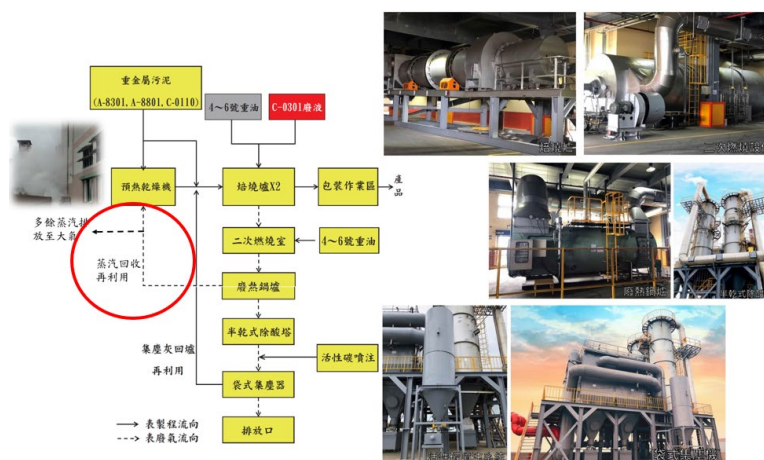 重金屬污泥
(A-8301, A-8801, C-0110)
4～6號重油
C-0301廢液
預熱乾燥機
焙燒爐X2
包裝作業區
產品
多餘蒸汽排
放至大氣
二次燃燒室
4～6號重油
蒸汽回收
再利用
廢熱鍋爐
半乾式除酸塔
集塵灰回爐
再利用
活性碳噴注
袋式集塵器
排放口
表製程流向
表廢氣流向
焙燒爐
二次燃燒設備
廢熱鍋爐
半乾式除酸
袋式集塵器